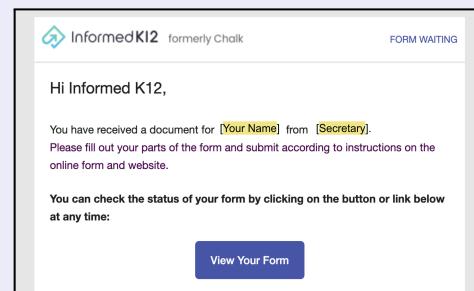 InformedK12 formerly Chalk FORM WAITING
Hi Informed K12,
You have received a document for [Your Name] from [Secretary].
Please fill out your parts of the form and submit according to instructions on the
online form and website.
You can check the status of your form by clicking on the button or link below
at any time:
View Your Form